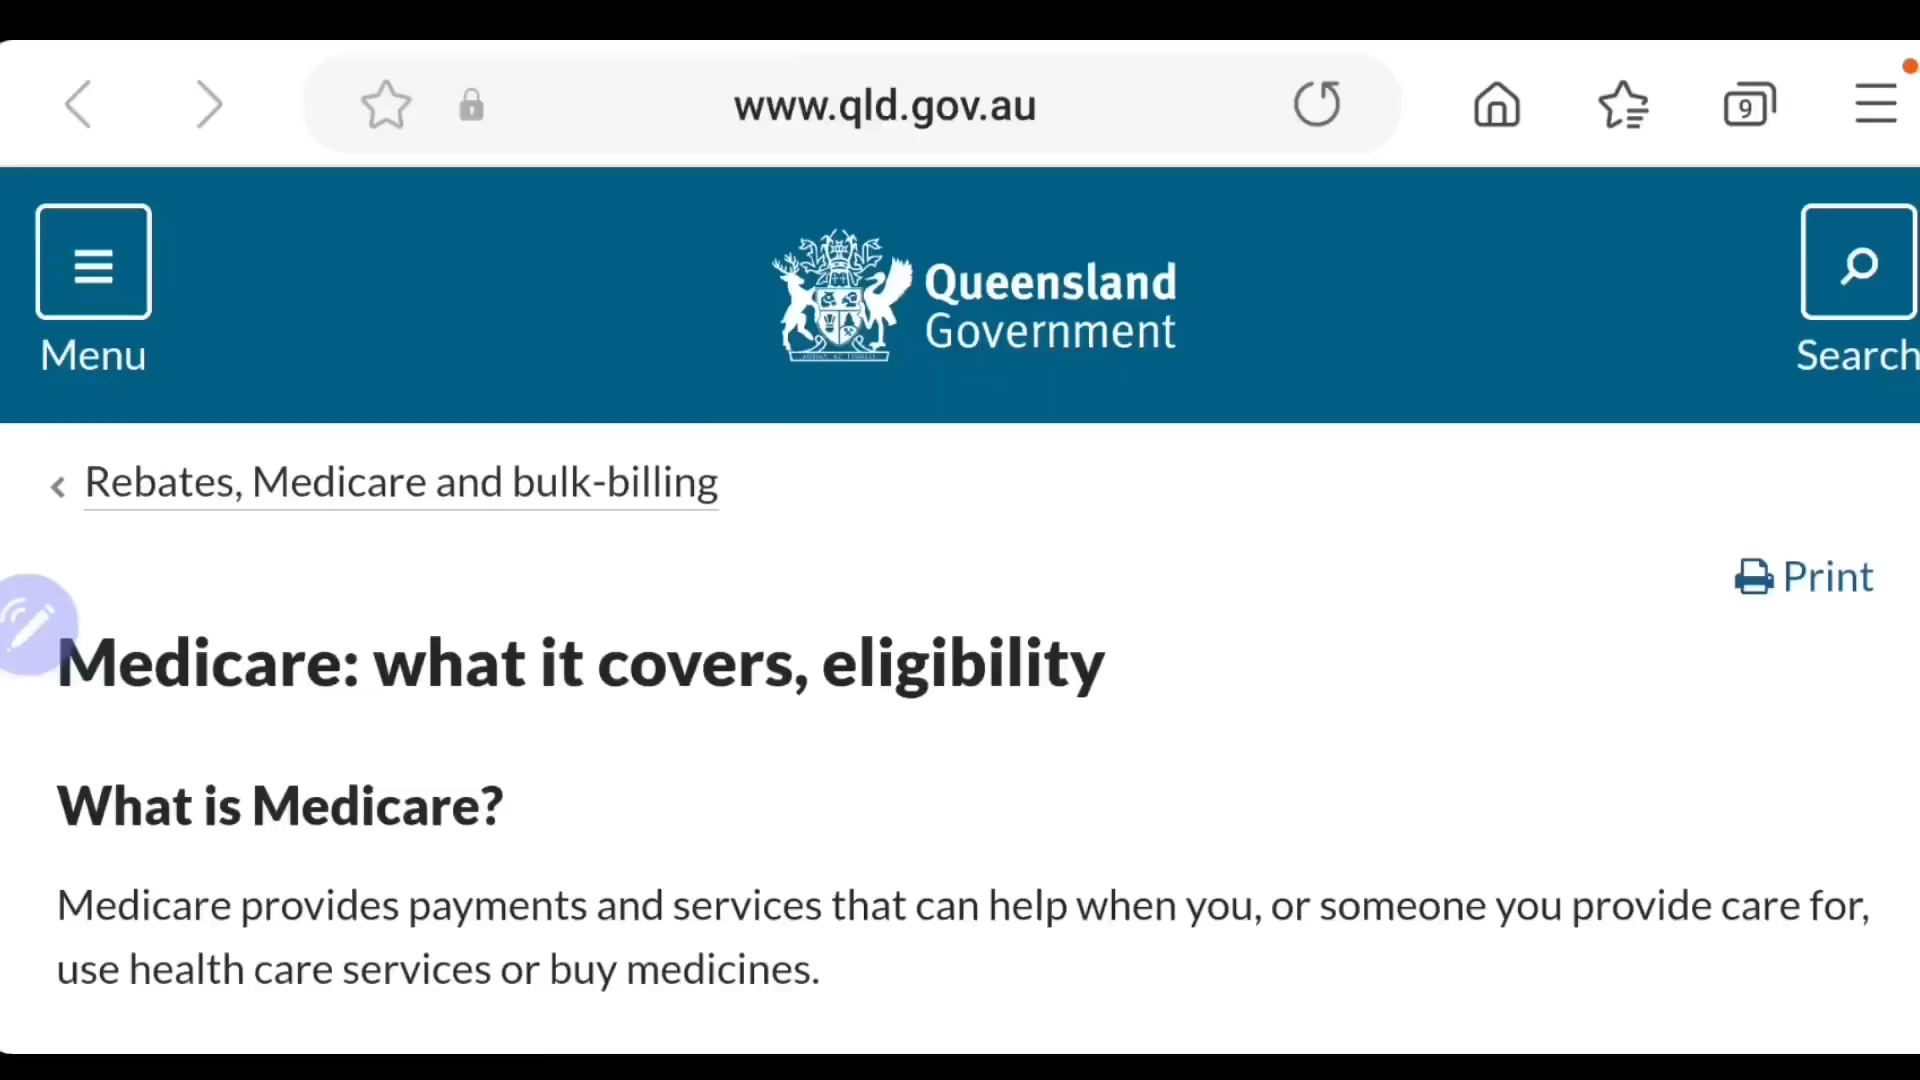 www.qld.gov.au
9
Menu
Queensland
Government
Search
Rebates, Medicare and bulk-billing
Print
Medicare: what it covers, eligibility
What is Medicare?
Medicare provides payments and services that can help when you, or someone you provide care for,
use health care services or buy medicines.